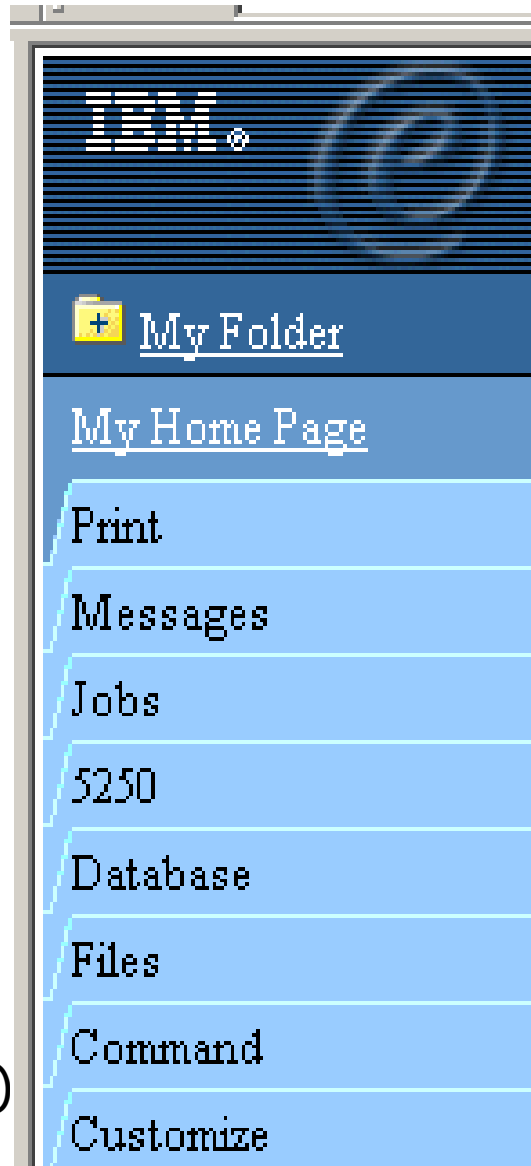 IBM®
My Folder
My Home Page
Print
Messages
Jobs
5250
Database
Files
Command
Customize